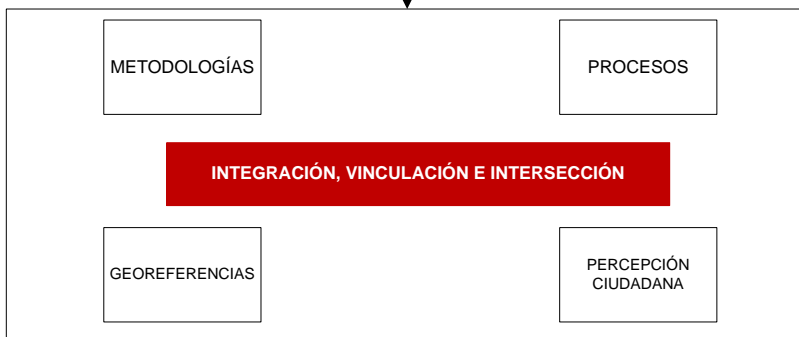 METODOLOGÍAS
PROCESOS
INTEGRACIÓN, VINCULACIÓN E INTERSECCIÓN
GEOREFERENCIAS
PERCEPCIÓN
CIUDADANA